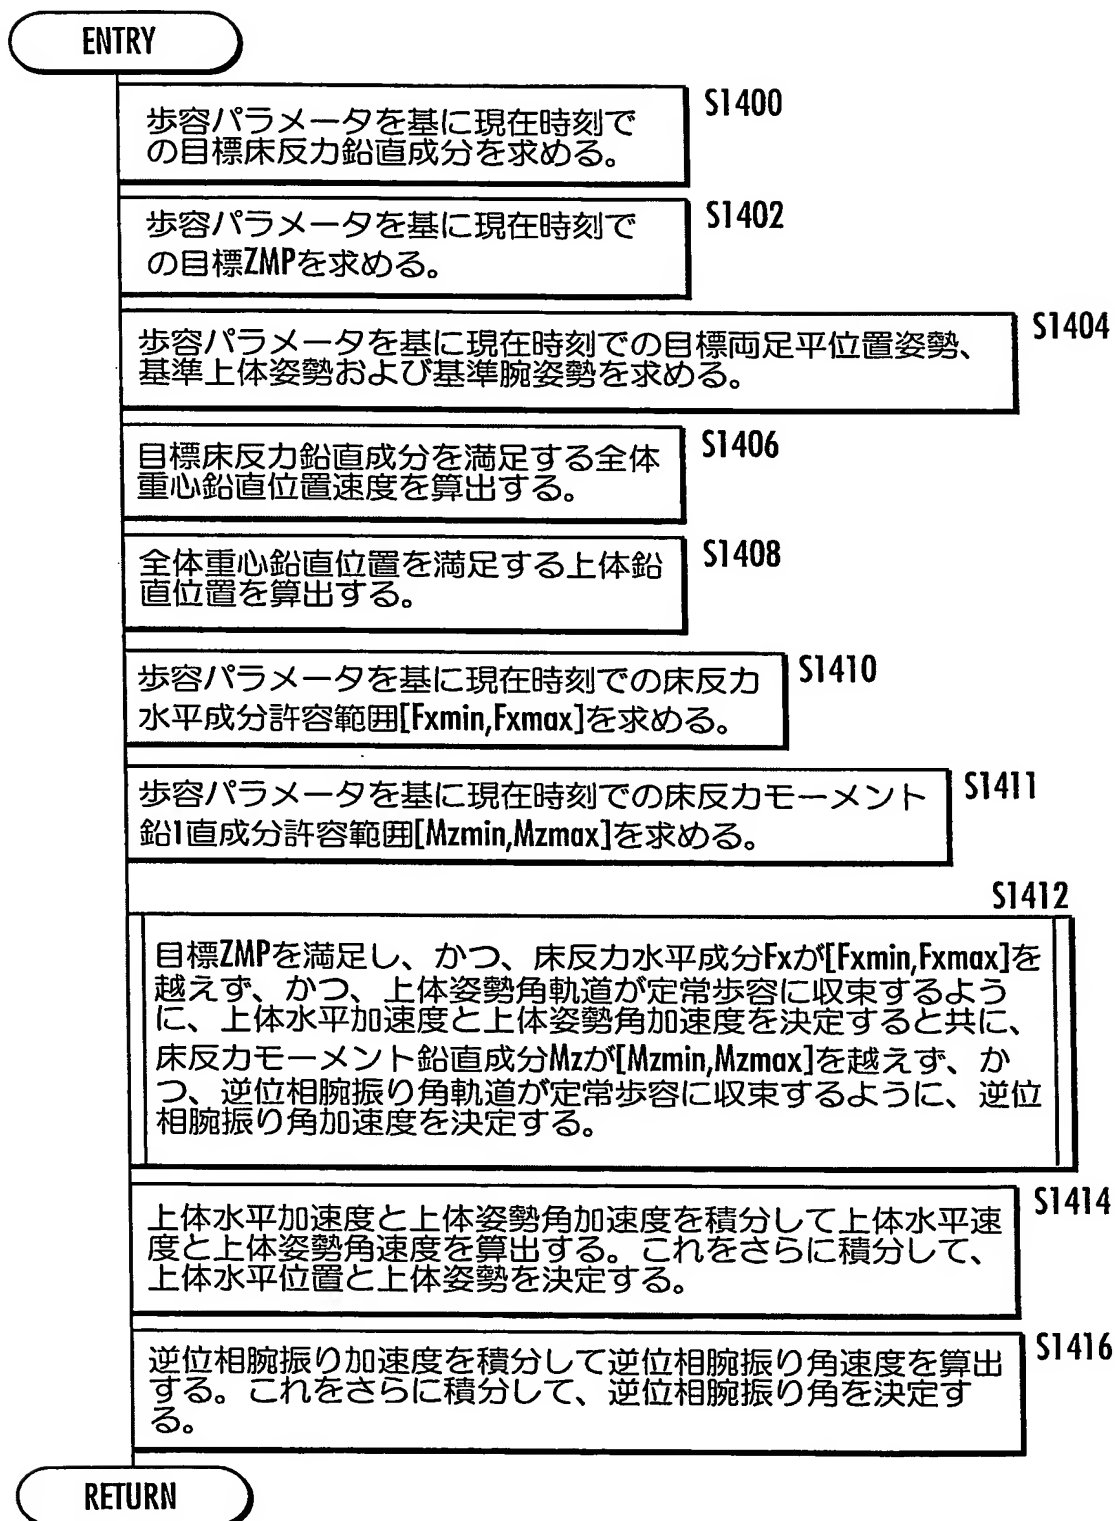 ENTRY
S1400
歩容パラメータを基に現在時刻で
の目標床反力鉛直成分を求める。
S1402
歩容パラメータを基に現在時刻で
の目標ZMPを求める。
S1404
歩容パラメータを基に現在時刻での目標両足平位置姿勢、
基準上体姿勢および基準腕姿勢を求める。
S1406
目標床反力鉛直成分を満足する全体
重心鉛直位置速度を算出する。
S1408
全体重心鉛直位置を満足する上体鉛
直位置を算出する。
S1410
歩容パラメータを基に現在時刻での床反力
水平成分許容範囲[Fxmin,Fxmax]を求める。
S1411
歩容パラメータを基に現在時刻での床反力モーメント
鉛1直成分許容範囲[Mzmin,Mzmax]を求める。
S1412
目標ZMPを満足し、かつ、床反力水平成分Fxが[Fxmin,Fxmax]を
越えず、かつ、上体姿勢角軌道が定常歩容に収束するよう
に、上体水平加速度と上体姿勢角加速度を決定すると共に、
床反力モーメント鉛直成分Mzが[Mzmin,Mzmax]を越えず、か
つ、逆位相腕振り角軌道が定常歩容に収束するように、逆位
相腕振り角加速度を決定する。
S1414
上体水平加速度と上体姿勢角加速度を積分して上体水平速
度と上体姿勢角速度を算出する。これをさらに積分して、
上体水平位置と上体姿勢を決定する。
S1416
逆位相腕振り加速度を積分して逆位相腕振り角速度を算出
する。これをさらに積分して、逆位相腕振り角を決定す
る。
RETURN